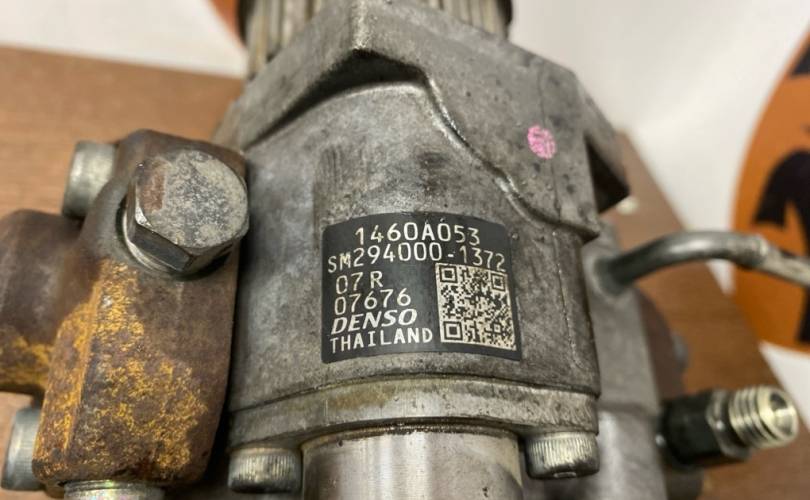 1460A053
SM294000-1372
07R
07676
DENSO
THAILAND